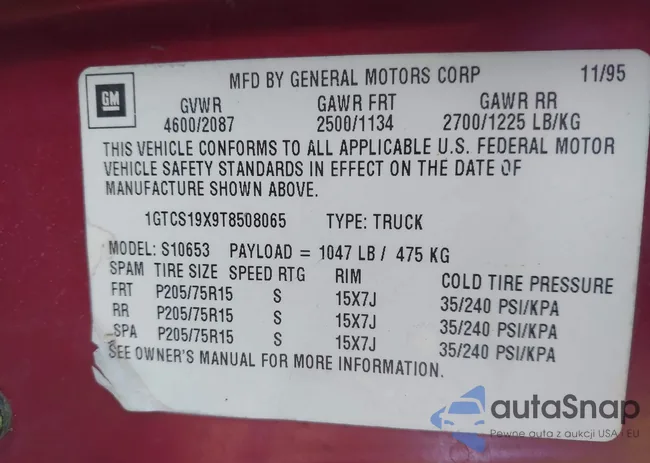 MFD BY GENERAL MOTORS CORP 11/95
GM
GVWR GAWR FRT GAWR RR
4600/2087 2500/1134 2700/1225 LB/KG
THIS VEHICLE CONFORMS TO ALL APPLICABLE U.S. FEDERAL MOTOR
VEHICLE SAFETY STANDARDS IN EFFECT ON THE DATE OF
MANUFACTURE SHOWN ABOVE.
1GTCS19X9T8508065 TYPE: TRUCK
MODEL: S10653 PAYLOAD = 1047 LB / 475 KG
SPAM TIRE SIZE SPEED RTG RIM COLD TIRE PRESSURE
FRT P205/75R15 S 15X7J 35/240 PSI/KPA
RR P205/75R15 S 15X7J 35/240 PSI/KPA
SPA P205/75R15 S 15X7J 35/240 PSI/KPA
SEE OWNER'S MANUAL FOR MORE INFORMATION.
autaSnap
Pewne auta z aukcji USA i EU